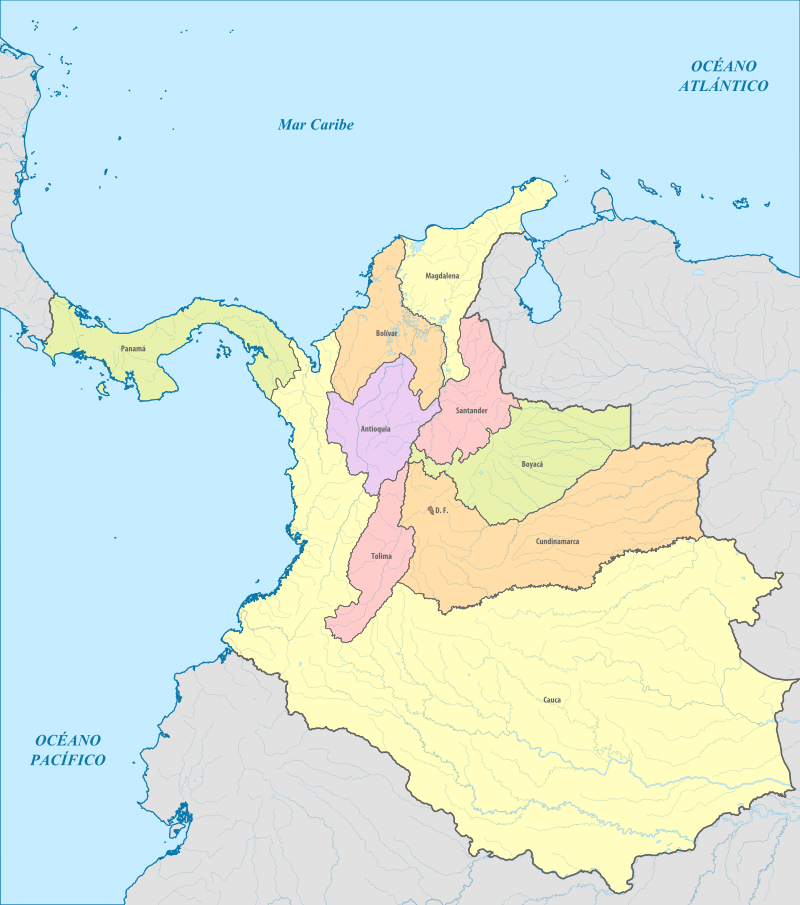 OCÉANO
ATLÁNTICO
Mar Caribe
Magdalena
Bolívar
Panamá
Santander
Antioquia
Boyacá
D. F.
Cundinamarca
Tolima
Cauca
OCÉANO
PACÍFICO